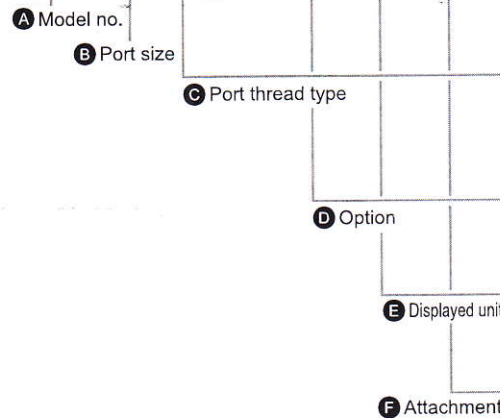 A Model no.
B Port size
C Port thread type
D Option
E Displayed unit
F Attachment